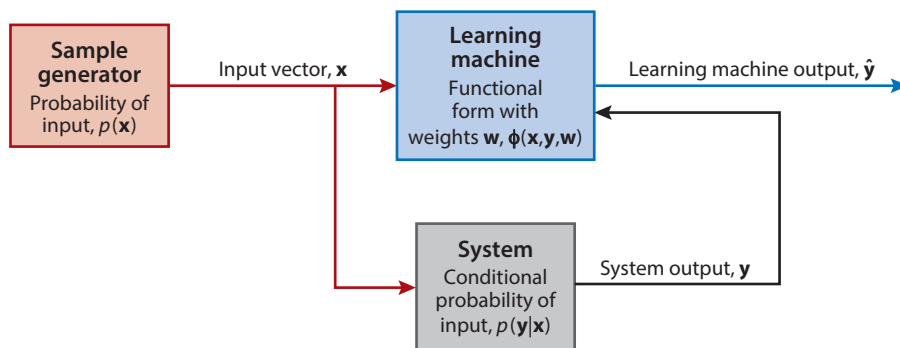 Sample
generator
Probability of
input, p(x)
Input vector, x
Learning
machine
Functional
form with
weights w, ϕ(x,y,w)
Learning machine output, ŷ
System
Conditional
probability of
input, p(y|x)
System output, y